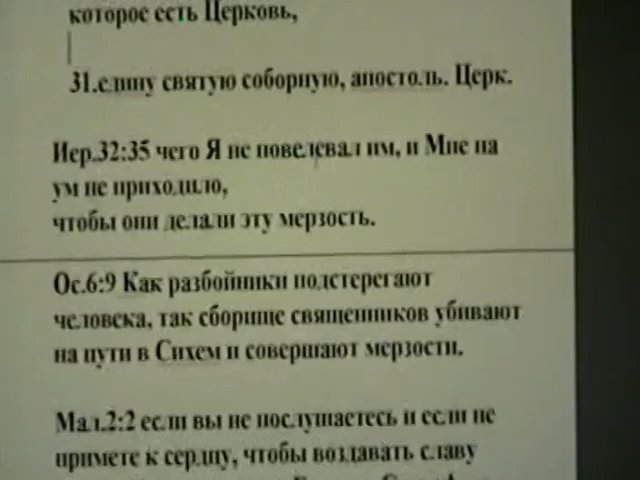 которое есть Церковь,
31.едину святую соборную, апостоль. Церк.
Иер.32:35 чего Я не повелевал им, и Мне на
ум не приходило,
чтобы они делали эту мерзость.
Ос.6:9 Как разбойники подстерегают
человека, так сборище священников убивают
на пути в Сихем и совершают мерзости.
Мал.2:2 если вы не послушаетесь и если не
примете к сердцу, чтобы воздавать славу